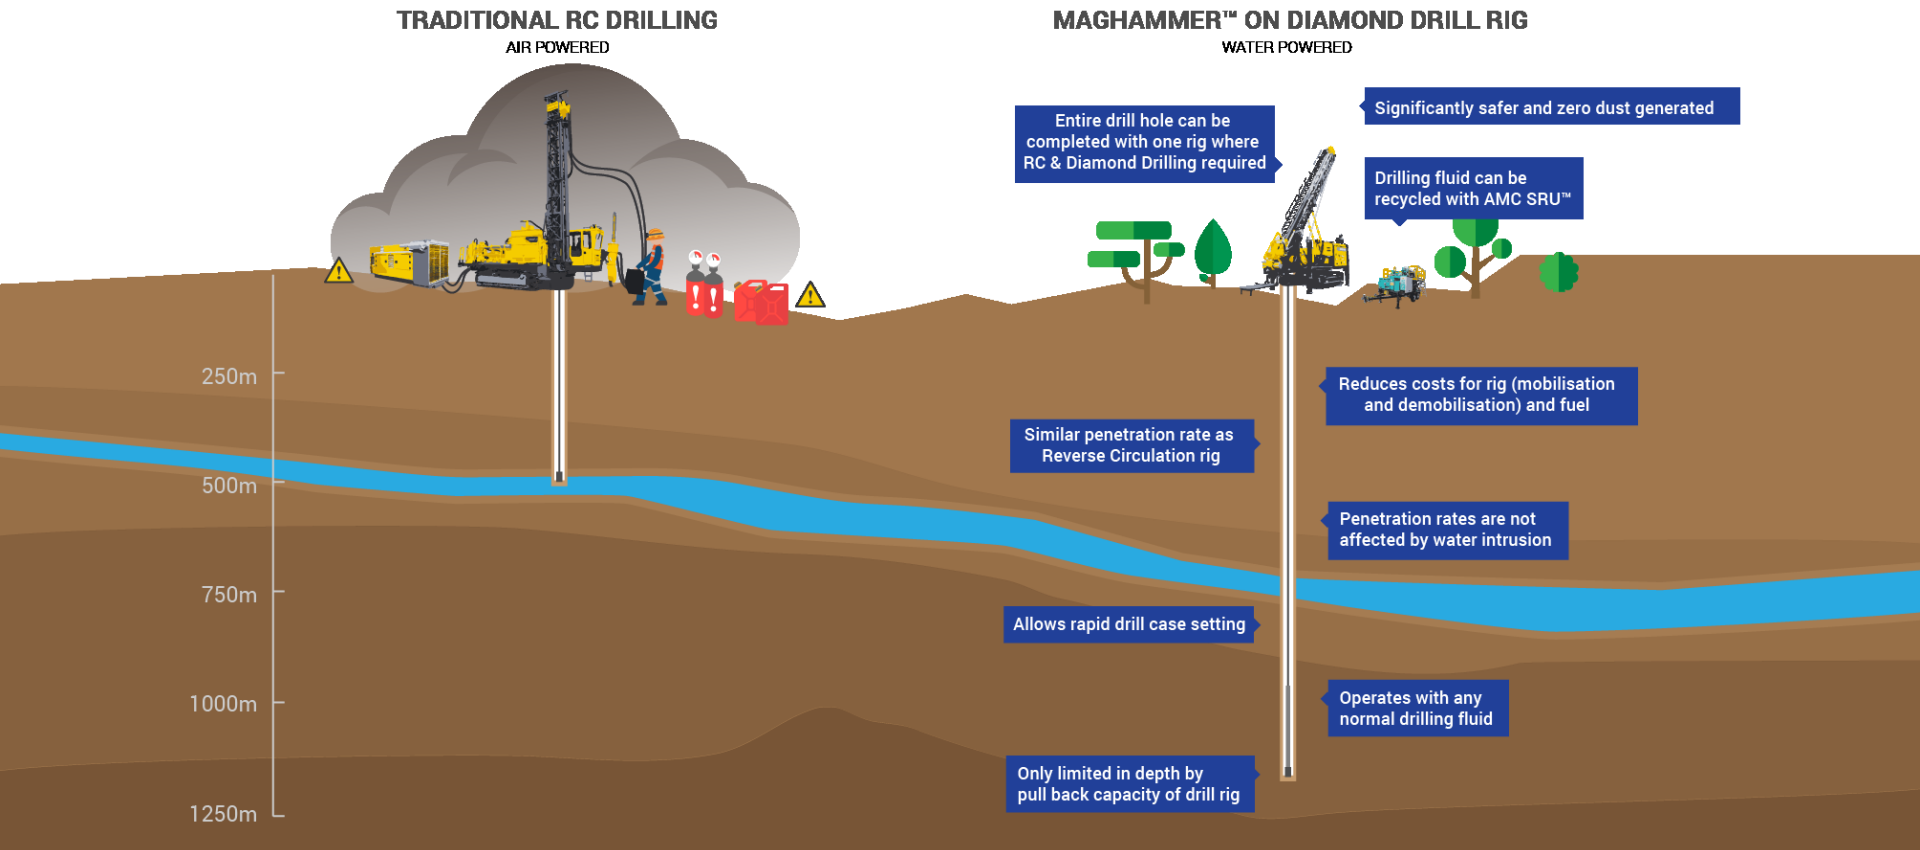 TRADITIONAL RC DRILLING
AIR POWERED
MAGHAMMER™ ON DIAMOND DRILL RIG
WATER POWERED
Entire drill hole can be
completed with one rig where
RC & Diamond Drilling required
Significantly safer and zero dust generated
Drilling fluid can be
recycled with AMC SRU™
250m
500m
750m
1000m
1250m
Reduces costs for rig (mobilisation
and demobilisation) and fuel
Similar penetration rate as
Reverse Circulation rig
Penetration rates are not
affected by water intrusion
Allows rapid drill case setting
Operates with any
normal drilling fluid
Only limited in depth by
pull back capacity of drill rig